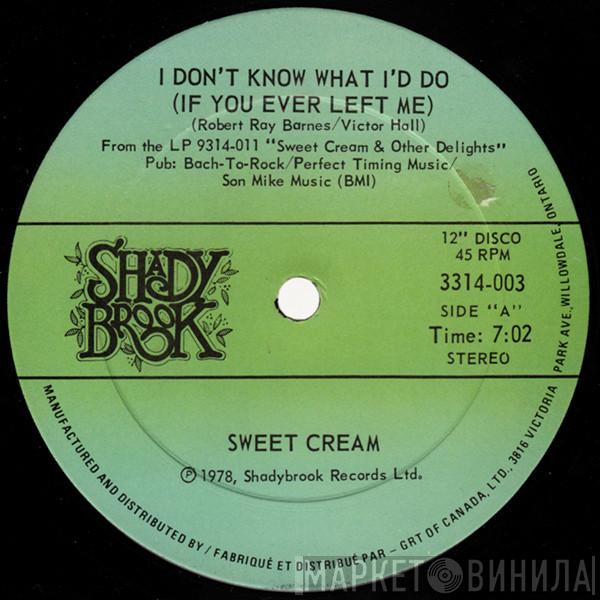 I DON'T KNOW WHAT I'D DO
(IF YOU EVER LEFT ME)
(Robert Ray Barnes/Victor Hall)
From the LP 9314-011 "Sweet Cream & Other Delights"
Pub: Bach-To-Rock/Perfect Timing Music/
Son Mike Music (BMI)
SHADY
BROOK
12" DISCO
45 RPM
3314-003
SIDE "A"
Time: 7:02
STEREO
SWEET CREAM
℗ 1978, Shadybrook Records Ltd.
MANUFACTURED AND DISTRIBUTED BY / FABRIQUÉ ET DISTRIBUÉ PAR – GRT OF CANADA, LTD., 3816 VICTORIA PARK AVE., WILLOWDALE, ONTARIO
МАРКЕТ ВИНИЛА